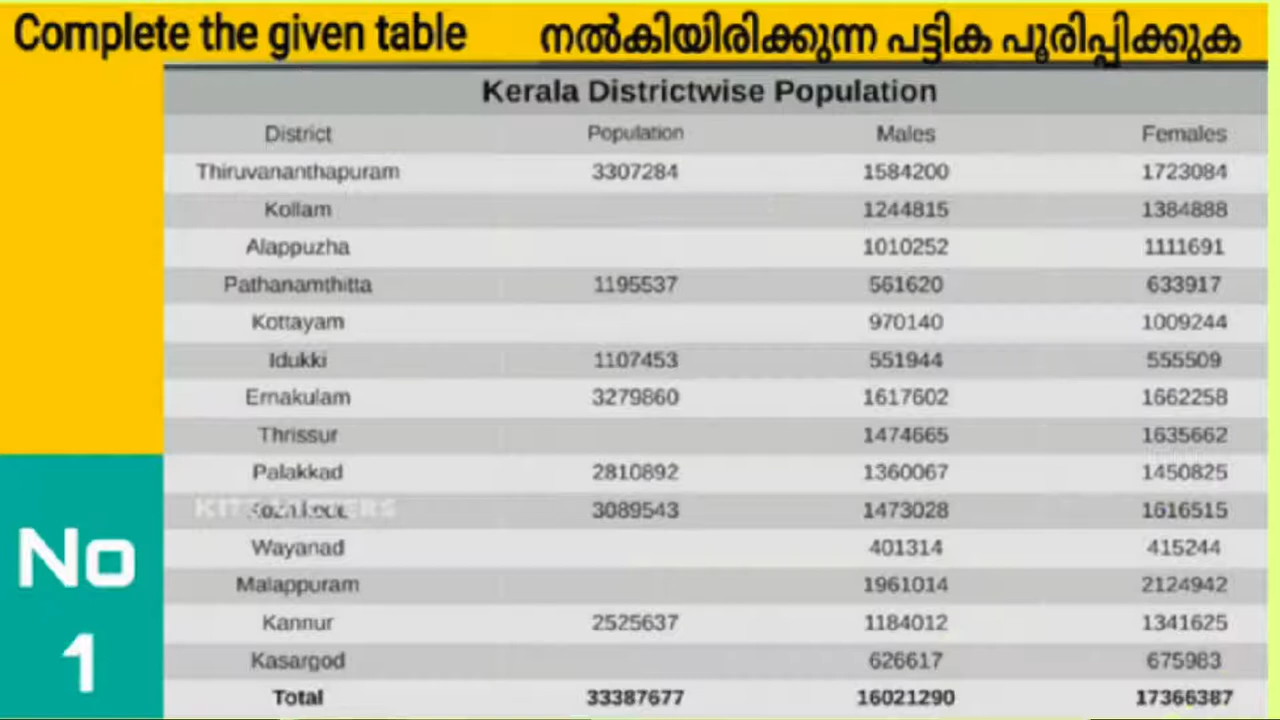 Complete the given table നൽകിയിരിക്കുന്ന പട്ടിക പൂരിപ്പിക്കുക
Kerala Districtwise Population
District Population Males Females
Thiruvananthapuram 3307284 1584200 1723084
Kollam 1244815 1384888
Alappuzha 1010252 1111691
Pathanamthitta 1195537 561620 633917
Kottayam 970140 1009244
Idukki 1107453 551944 555509
Ernakulam 3279860 1617602 1662258
Thrissur 1474665 1635662
Palakkad 2810892 1360067 1450825
3089543 1473028 1616515
Wayanad 401314 415244
Malappuram 1961014 2124942
Kannur 2525637 1184012 1341625
Kasargod 626617 675983
Total 33387677 16021290 17366387
No
1